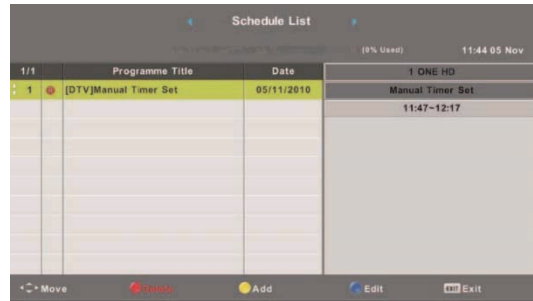 Schedule List
(0% Used) 11:44 05 Nov
1/1 Programme Title Date 1 ONE HD
1 [DTV]Manual Timer Set 05/11/2010 Manual Timer Set
11:47~12:17
Move Delete Add Edit EXIT Exit